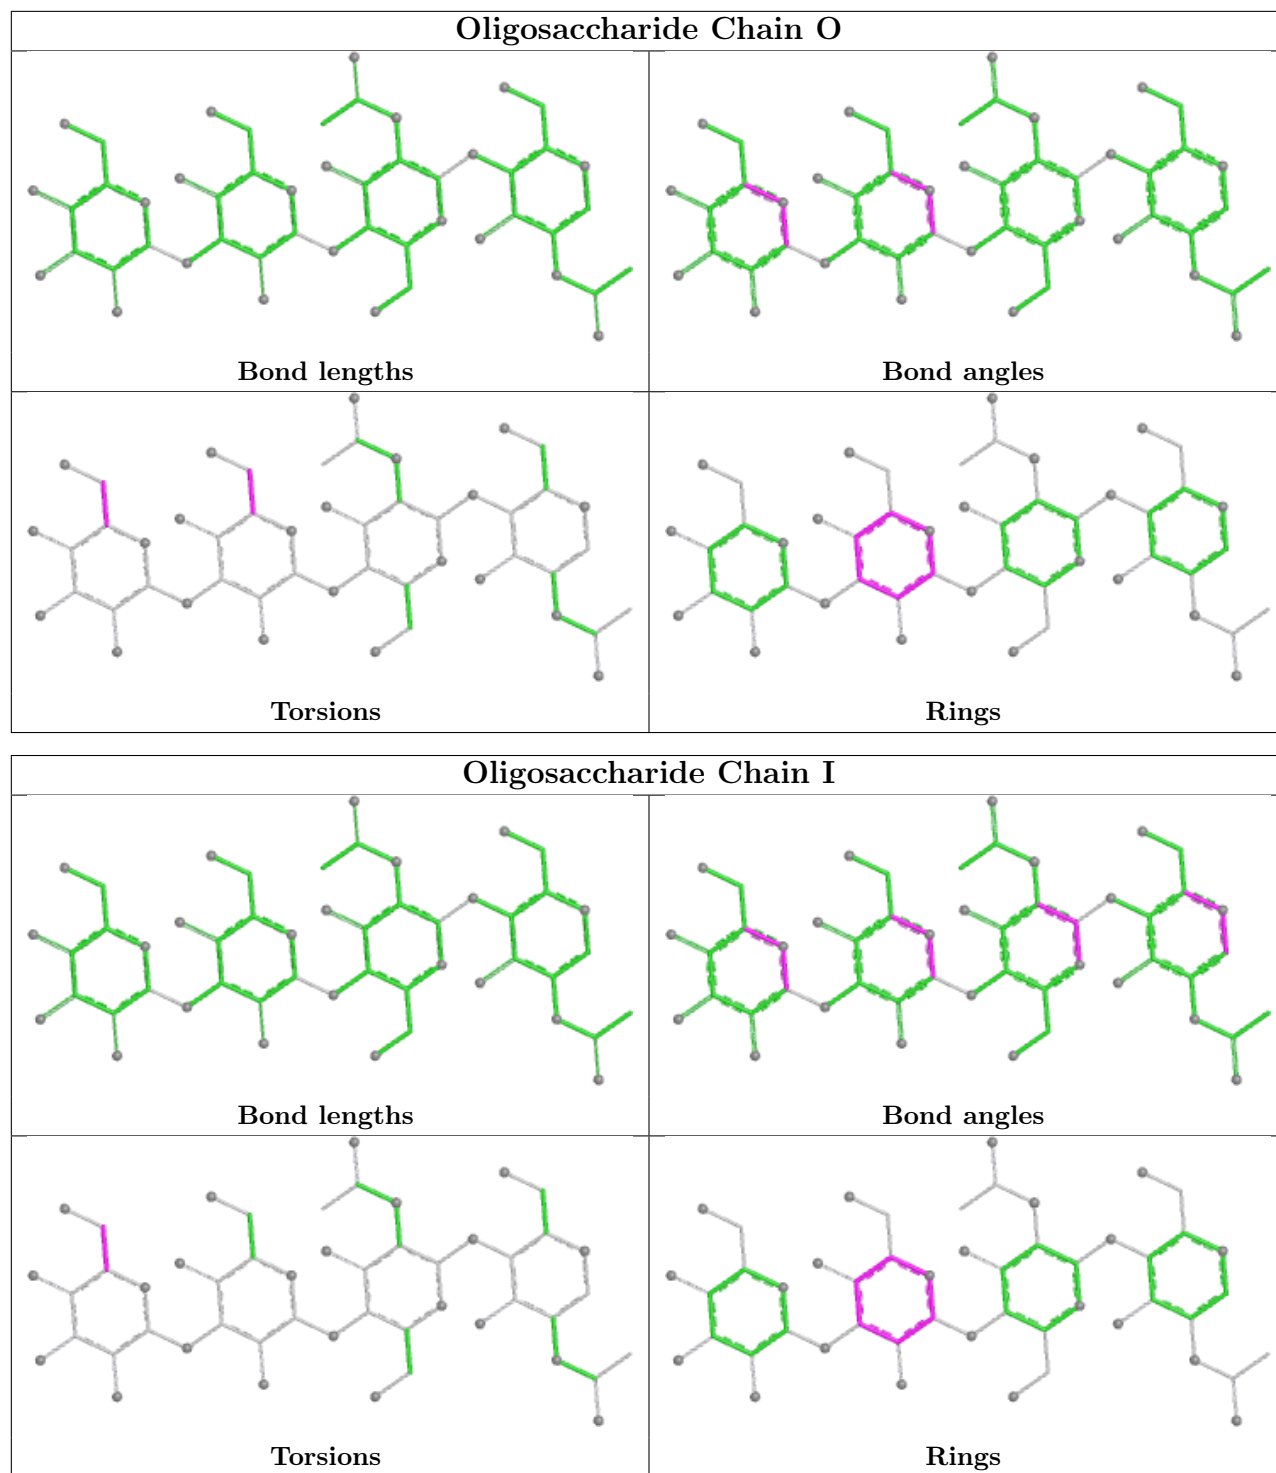 Oligosaccharide Chain O
Bond lengths
Bond angles
Torsions
Rings
Oligosaccharide Chain I
Bond lengths
Bond angles
Torsions
Rings